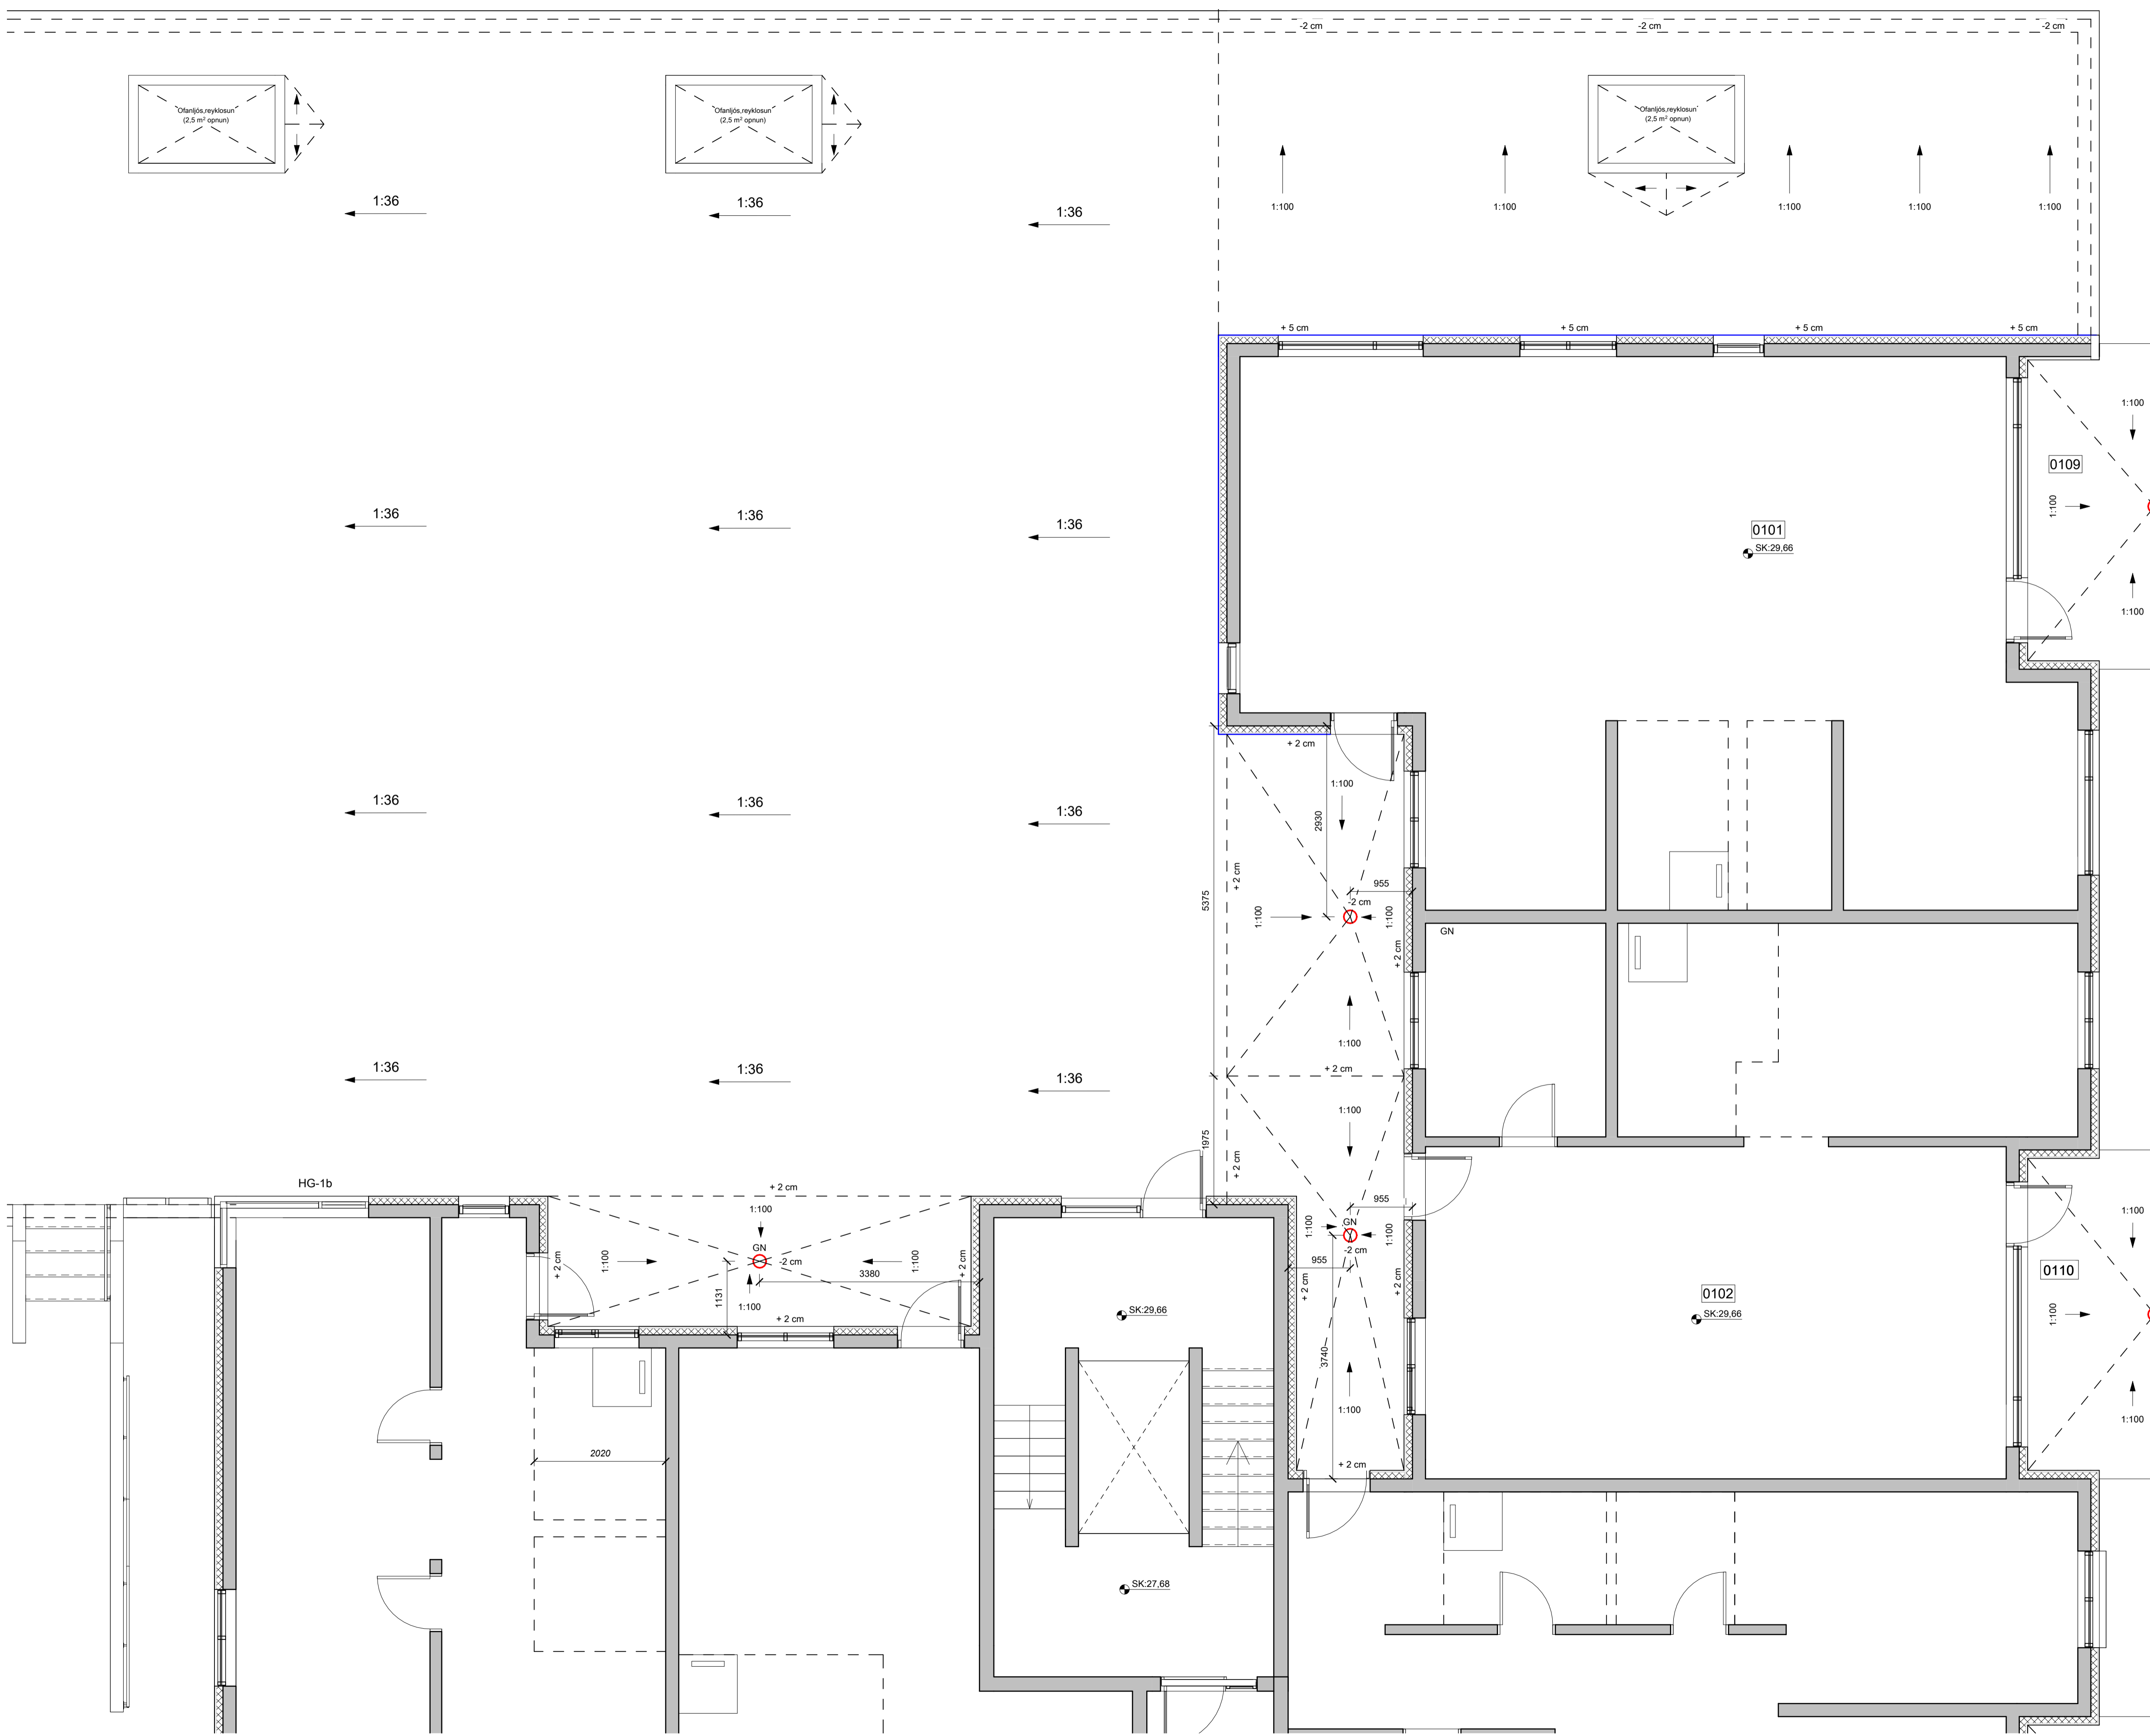 -2 cm
-2 cm
-2 cm
Ofanljós,reyklosun
(2,5 m² opnun)
Ofanljós,reyklosun
(2,5 m² opnun)
Ofanljós,reyklosun
(2,5 m² opnun)
1:36
1:36
1:36
1:100
1:100
1:100
1:100
1:100
+ 5 cm
+ 5 cm
+ 5 cm
+ 5 cm
1:100
0109
1:100
1:100
1:36
1:36
1:36
0101
SK:29,66
+ 2 cm
1:100
2930
1:36
1:36
1:36
+ 2 cm
5375
955
-2 cm
1:100
1:100
+ 2 cm
GN
1:100
+ 2 cm
1:36
1:36
1:36
1:100
1975
+ 2 cm
HG-1b
+ 2 cm
1:100
GN
-2 cm
1:100
1:100
+ 2 cm
+ 2 cm
3380
1131
1:100
+ 2 cm
955
GN
-2 cm
1:100
1:100
955
+ 2 cm
+ 2 cm
3740
1:100
+ 2 cm
1:100
0110
1:100
1:100
0102
SK:29,66
SK:29,66
2020
SK:27,68